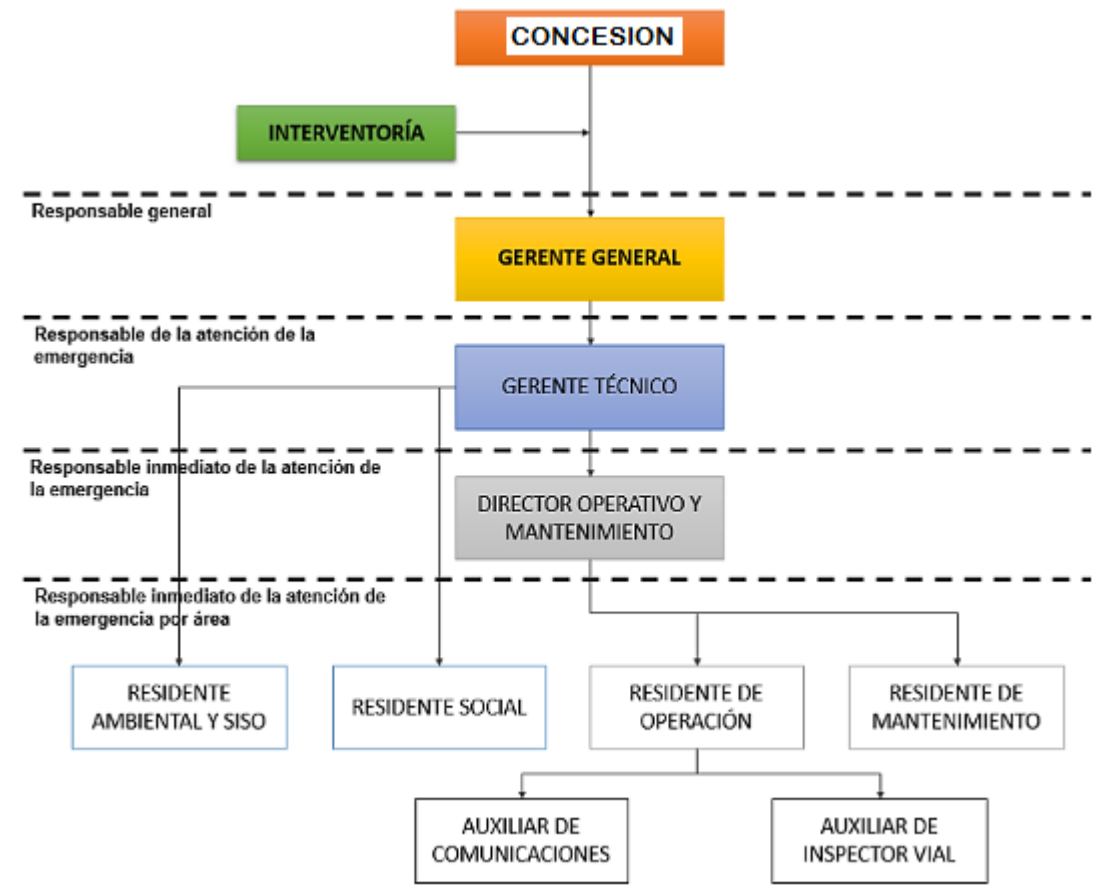 CONCESION
INTERVENTORÍA
Responsable general
GERENTE GENERAL
Responsable de la atención de la
emergencia
GERENTE TÉCNICO
Responsable inmediato de la atención de
la emergencia
DIRECTOR OPERATIVO Y
MANTENIMIENTO
Responsable inmediato de la atención de
la emergencia por área
RESIDENTE
AMBIENTAL Y SISO
RESIDENTE SOCIAL
RESIDENTE DE
OPERACIÓN
RESIDENTE DE
MANTENIMIENTO
AUXILIAR DE
COMUNICACIONES
AUXILIAR DE
INSPECTOR VIAL